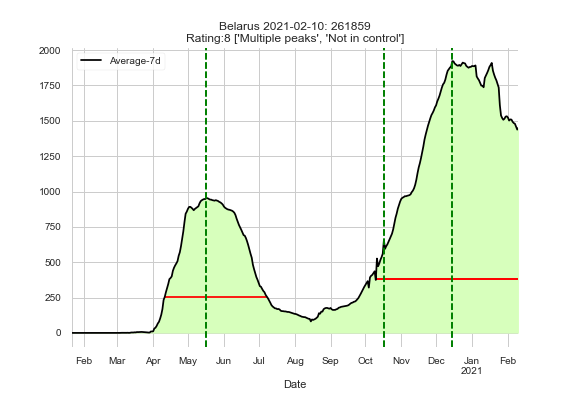 Belarus 2021-02-10: 261859
Rating:8 ['Multiple peaks', 'Not in control']
Average-7d
2000
1750
1500
1250
1000
750
500
250
0
Feb Mar Apr May Jun Jul Aug Sep Oct Nov Dec Jan Feb
2021
Date